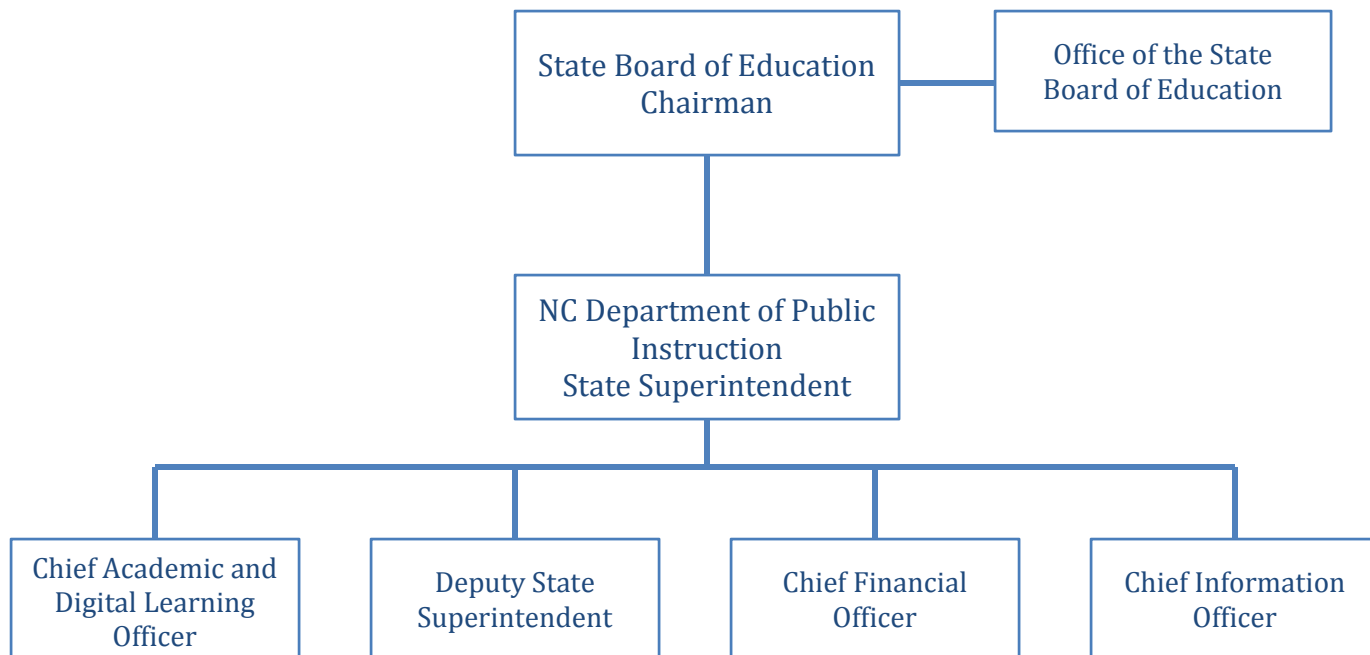 State Board of Education
Chairman
Office of the State
Board of Education
NC Department of Public
Instruction
State Superintendent
Chief Academic and
Digital Learning
Officer
Deputy State
Superintendent
Chief Financial
Officer
Chief Information
Officer